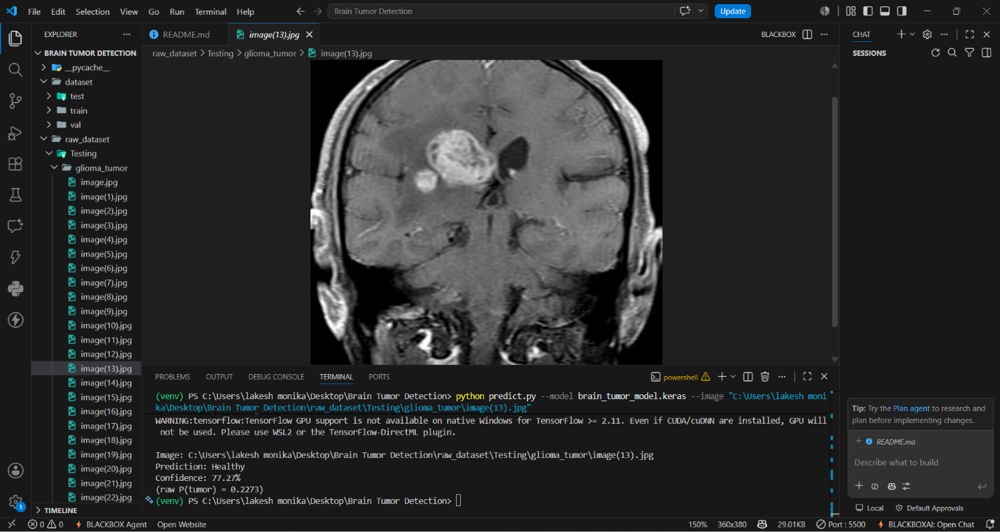 File Edit Selection View Go Run Terminal Help
Brain Tumor Detection
Update
EXPLORER
BRAIN TUMOR DETECTION
__pycache__
dataset
test
train
val
raw_dataset
Testing
glioma_tumor
image.jpg
image(1).jpg
image(2).jpg
image(3).jpg
image(4).jpg
image(5).jpg
image(6).jpg
image(7).jpg
image(8).jpg
image(9).jpg
image(10).jpg
image(11).jpg
image(12).jpg
image(13).jpg
image(14).jpg
image(15).jpg
image(16).jpg
image(17).jpg
image(18).jpg
image(19).jpg
image(20).jpg
image(21).jpg
image(22).jpg
TIMELINE
README.md image(13).jpg
BLACKBOX
raw_dataset > Testing > glioma_tumor > image(13).jpg
PROBLEMS OUTPUT DEBUG CONSOLE TERMINAL PORTS
powershell
(venv) PS C:\Users\lakesh monika\Desktop\Brain Tumor Detection> python predict.py --model brain_tumor_model.keras --image "C:\Users\lakesh moni
ka\Desktop\Brain Tumor Detection\raw_dataset\Testing\glioma_tumor\image(13).jpg"
WARNING:tensorflow:TensorFlow GPU support is not available on native Windows for TensorFlow >= 2.11. Even if CUDA/cuDNN are installed, GPU will
not be used. Please use WSL2 or the TensorFlow-DirectML plugin.
Image: C:\Users\lakesh monika\Desktop\Brain Tumor Detection\raw_dataset\Testing\glioma_tumor\image(13).jpg
Prediction: Healthy
Confidence: 77.27%
(raw P(tumor) = 0.2273)
(venv) PS C:\Users\lakesh monika\Desktop\Brain Tumor Detection>
CHAT
SESSIONS
Tip: Try the Plan agent to research and
plan before implementing changes.
README.md
Describe what to build
Local Default Approvals
1
0 0 BLACKBOX Agent Open Website
150% 360x380 29.01KB Port : 5500 BLACKBOXAI: Open Chat